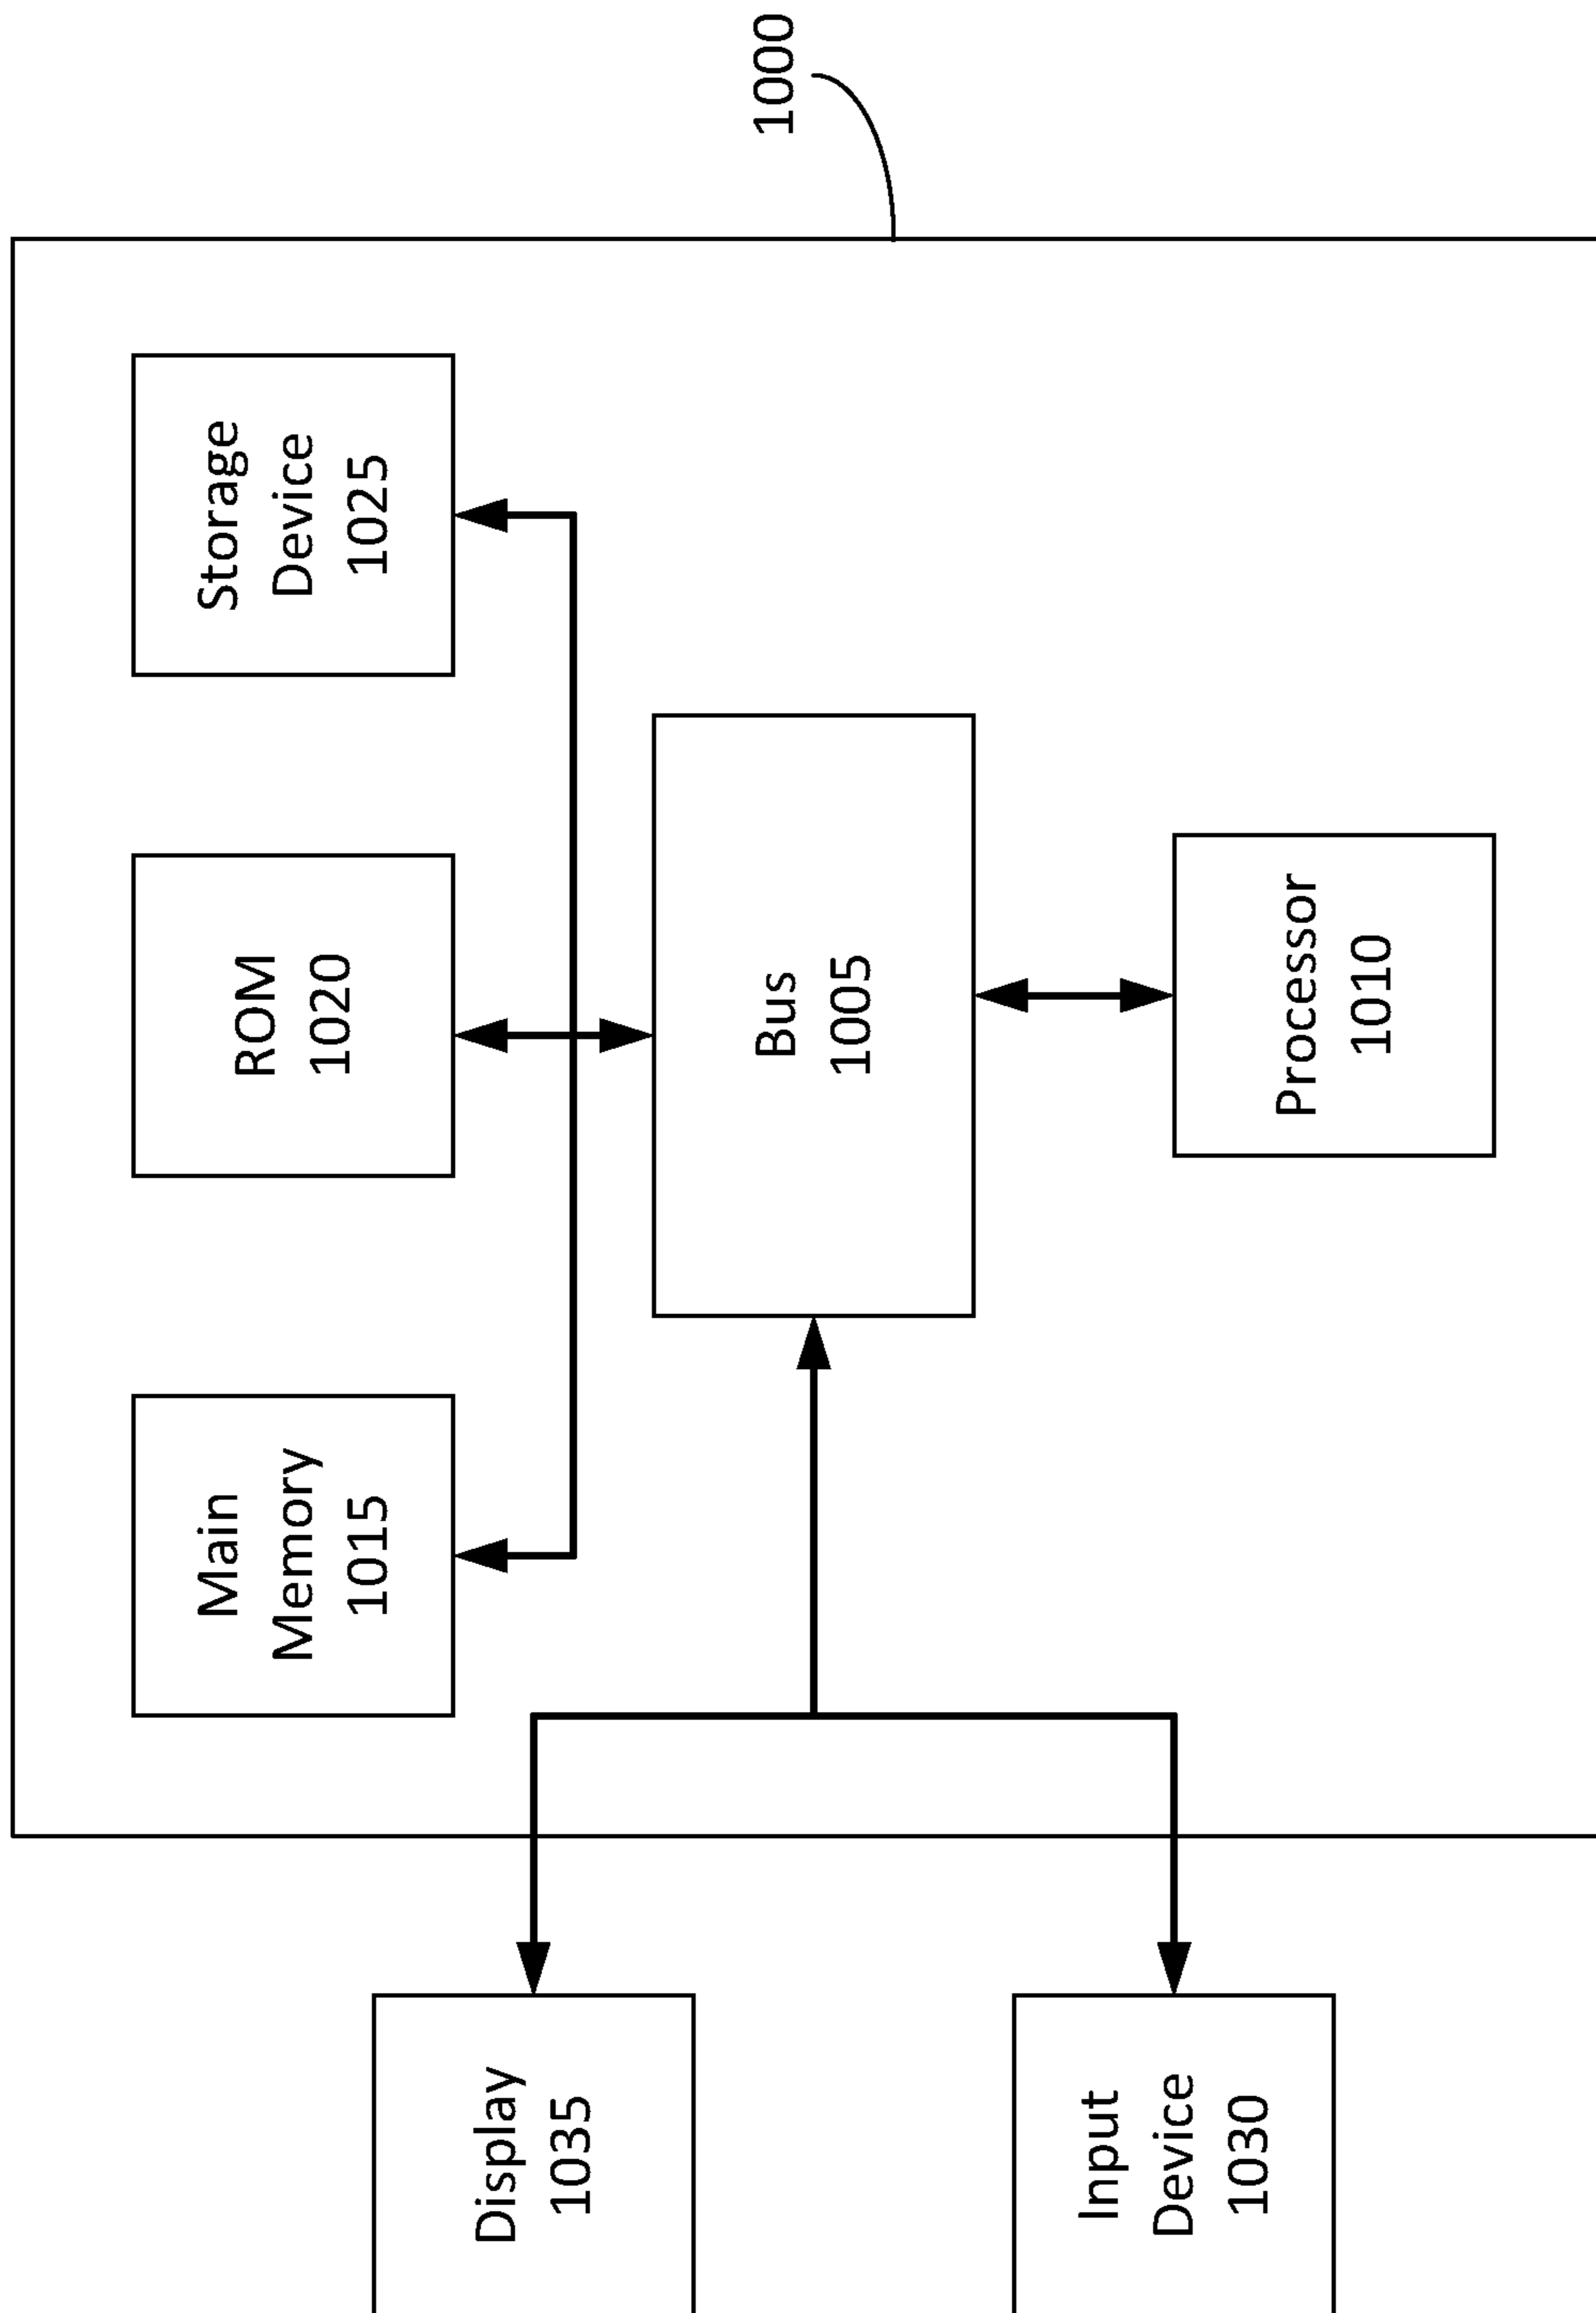 1000
Main
Memory
1015
ROM
1020
Storage
Device
1025
Display
1035
Bus
1005
Input
Device
1030
Processor
1010